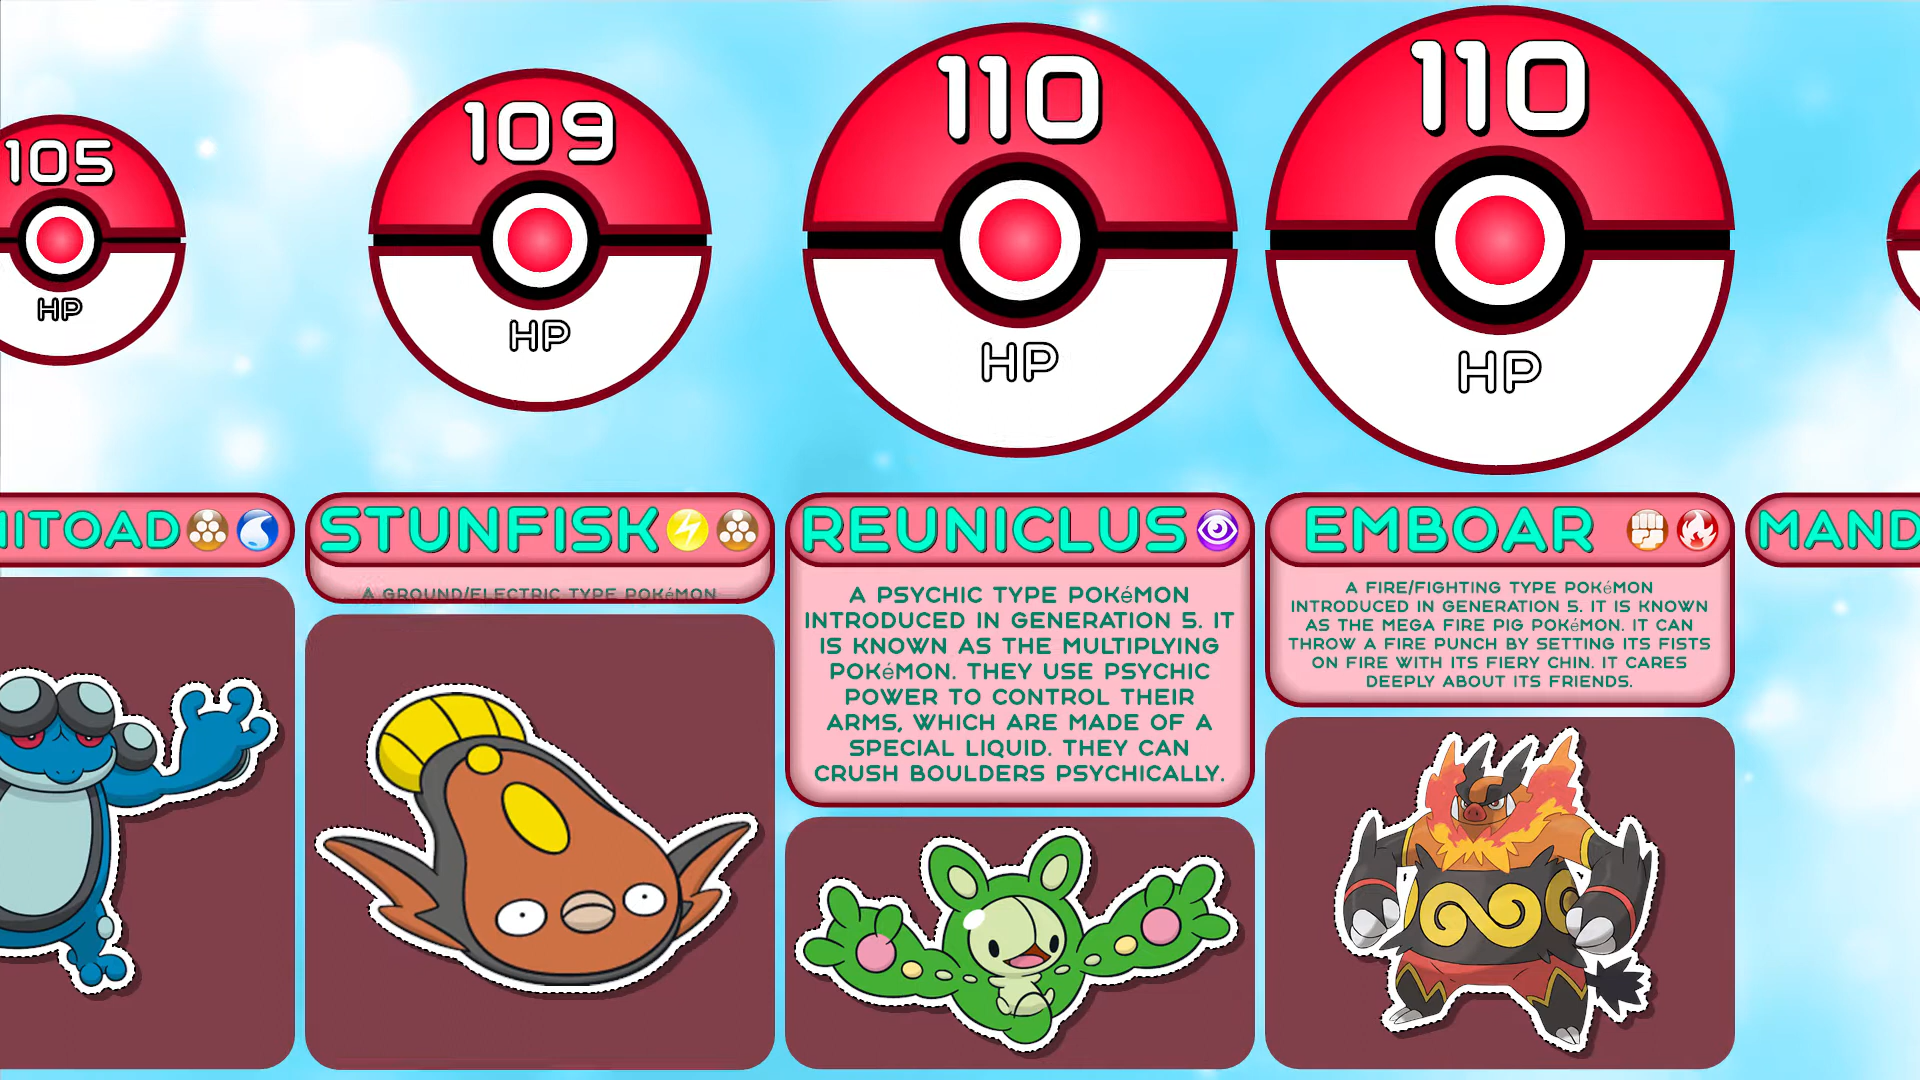 105
HP
109
HP
110
HP
110
HP
ITOAD
STUNFISK
A GROUND/ELECTRIC TYPE POKéMON
REUNICLUS
A PSYCHIC TYPE POKéMON
INTRODUCED IN GENERATION 5. IT
IS KNOWN AS THE MULTIPLYING
POKéMON. THEY USE PSYCHIC
POWER TO CONTROL THEIR
ARMS, WHICH ARE MADE OF A
SPECIAL LIQUID. THEY CAN
CRUSH BOULDERS PSYCHICALLY.
EMBOAR
A FIRE/FIGHTING TYPE POKéMON
INTRODUCED IN GENERATION 5. IT IS KNOWN
AS THE MEGA FIRE PIG POKéMON. IT CAN
THROW A FIRE PUNCH BY SETTING ITS FISTS
ON FIRE WITH ITS FIERY CHIN. IT CARES
DEEPLY ABOUT ITS FRIENDS.
MAND